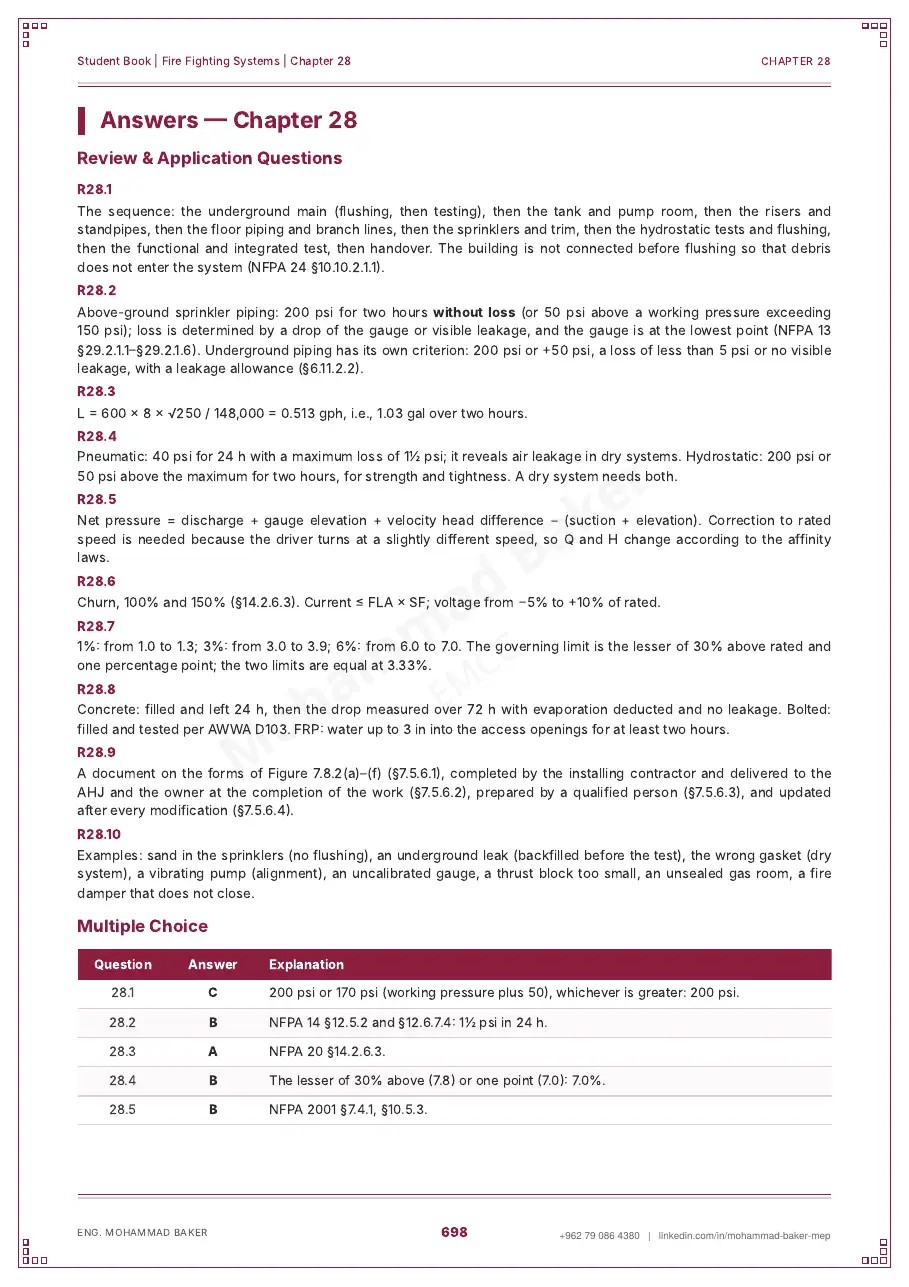 Student Book | Fire Fighting Systems | Chapter 28
CHAPTER 28
Answers — Chapter 28
Review & Application Questions
R28.1
The sequence: the underground main (flushing, then testing), then the tank and pump room, then the risers and
standpipes, then the floor piping and branch lines, then the sprinklers and trim, then the hydrostatic tests and flushing,
then the functional and integrated test, then handover. The building is not connected before flushing so that debris
does not enter the system (NFPA 24 §10.10.2.1.1).
R28.2
Above-ground sprinkler piping: 200 psi for two hours without loss (or 50 psi above a working pressure exceeding
150 psi); loss is determined by a drop of the gauge or visible leakage, and the gauge is at the lowest point (NFPA 13
§29.2.1.1–§29.2.1.6). Underground piping has its own criterion: 200 psi or +50 psi, a loss of less than 5 psi or no visible
leakage, with a leakage allowance (§6.11.2.2).
R28.3
L = 600 × 8 × √250 / 148,000 = 0.513 gph, i.e., 1.03 gal over two hours.
R28.4
Pneumatic: 40 psi for 24 h with a maximum loss of 1½ psi; it reveals air leakage in dry systems. Hydrostatic: 200 psi or
50 psi above the maximum for two hours, for strength and tightness. A dry system needs both.
R28.5
Net pressure = discharge + gauge elevation + velocity head difference − (suction + elevation). Correction to rated
speed is needed because the driver turns at a slightly different speed, so Q and H change according to the affinity
laws.
R28.6
Churn, 100% and 150% (§14.2.6.3). Current ≤ FLA × SF; voltage from −5% to +10% of rated.
R28.7
1%: from 1.0 to 1.3; 3%: from 3.0 to 3.9; 6%: from 6.0 to 7.0. The governing limit is the lesser of 30% above rated and
one percentage point; the two limits are equal at 3.33%.
R28.8
Concrete: filled and left 24 h, then the drop measured over 72 h with evaporation deducted and no leakage. Bolted:
filled and tested per AWWA D103. FRP: water up to 3 in into the access openings for at least two hours.
R28.9
A document on the forms of Figure 7.8.2(a)–(f) (§7.5.6.1), completed by the installing contractor and delivered to the
AHJ and the owner at the completion of the work (§7.5.6.2), prepared by a qualified person (§7.5.6.3), and updated
after every modification (§7.5.6.4).
R28.10
Examples: sand in the sprinklers (no flushing), an underground leak (backfilled before the test), the wrong gasket (dry
system), a vibrating pump (alignment), an uncalibrated gauge, a thrust block too small, an unsealed gas room, a fire
damper that does not close.
Multiple Choice
Question Answer Explanation
28.1 C 200 psi or 170 psi (working pressure plus 50), whichever is greater: 200 psi.
28.2 B NFPA 14 §12.5.2 and §12.6.7.4: 1½ psi in 24 h.
28.3 A NFPA 20 §14.2.6.3.
28.4 B The lesser of 30% above (7.8) or one point (7.0): 7.0%.
28.5 B NFPA 2001 §7.4.1, §10.5.3.
Mohammad Baker
EMCS
ENG. MOHAMMAD BAKER
698
+962 79 086 4380 | linkedin.com/in/mohammad-baker-mep